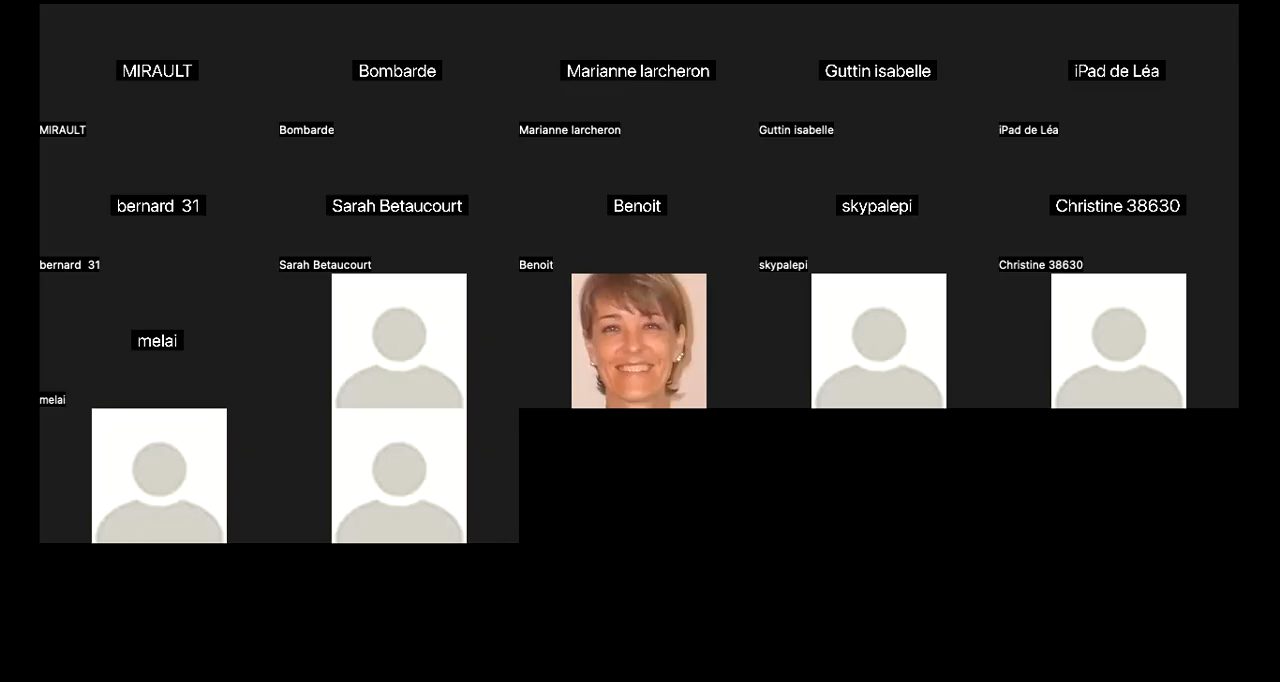 MIRAULT
Bombarde
Marianne larcheron
Guttin isabelle
iPad de Léa
MIRAULT
Bombarde
Marianne larcheron
Guttin isabelle
iPad de Léa
bernard  31
Sarah Betaucourt
Benoit
skypalepi
Christine 38630
bernard  31
Sarah Betaucourt
Benoit
skypalepi
Christine 38630
melai
melai